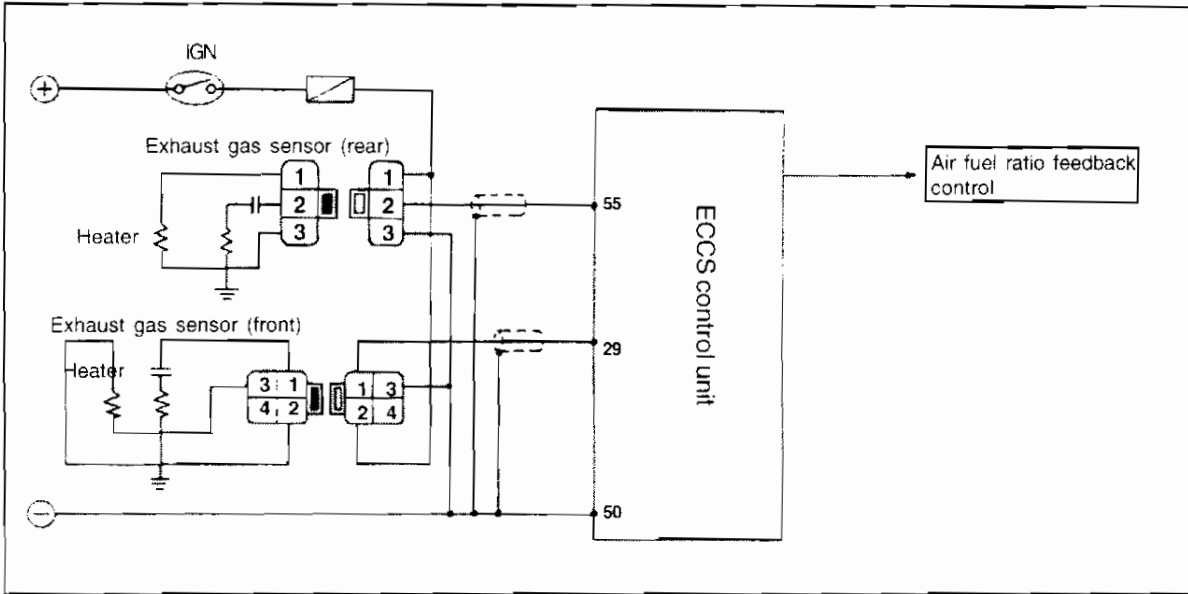 IGN
+
Exhaust gas sensor (rear)
1
2
3
1
2
3
Heater
55
Air fuel ratio feedback
control
ECCS control unit
Exhaust gas sensor (front)
29
Heater
3 1
4 2
1 3
2 4
−
50